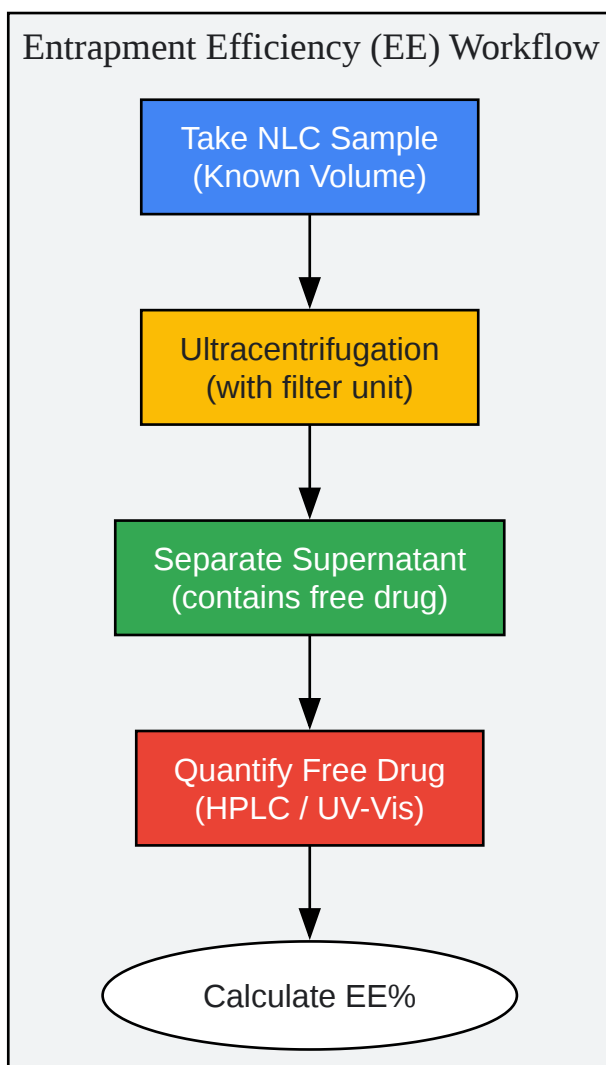 Entrapment Efficiency (EE) Workflow
Take NLC Sample
(Known Volume)
Ultracentrifugation
(with filter unit)
Separate Supernatant
(contains free drug)
Quantify Free Drug
(HPLC / UV-Vis)
Calculate EE%